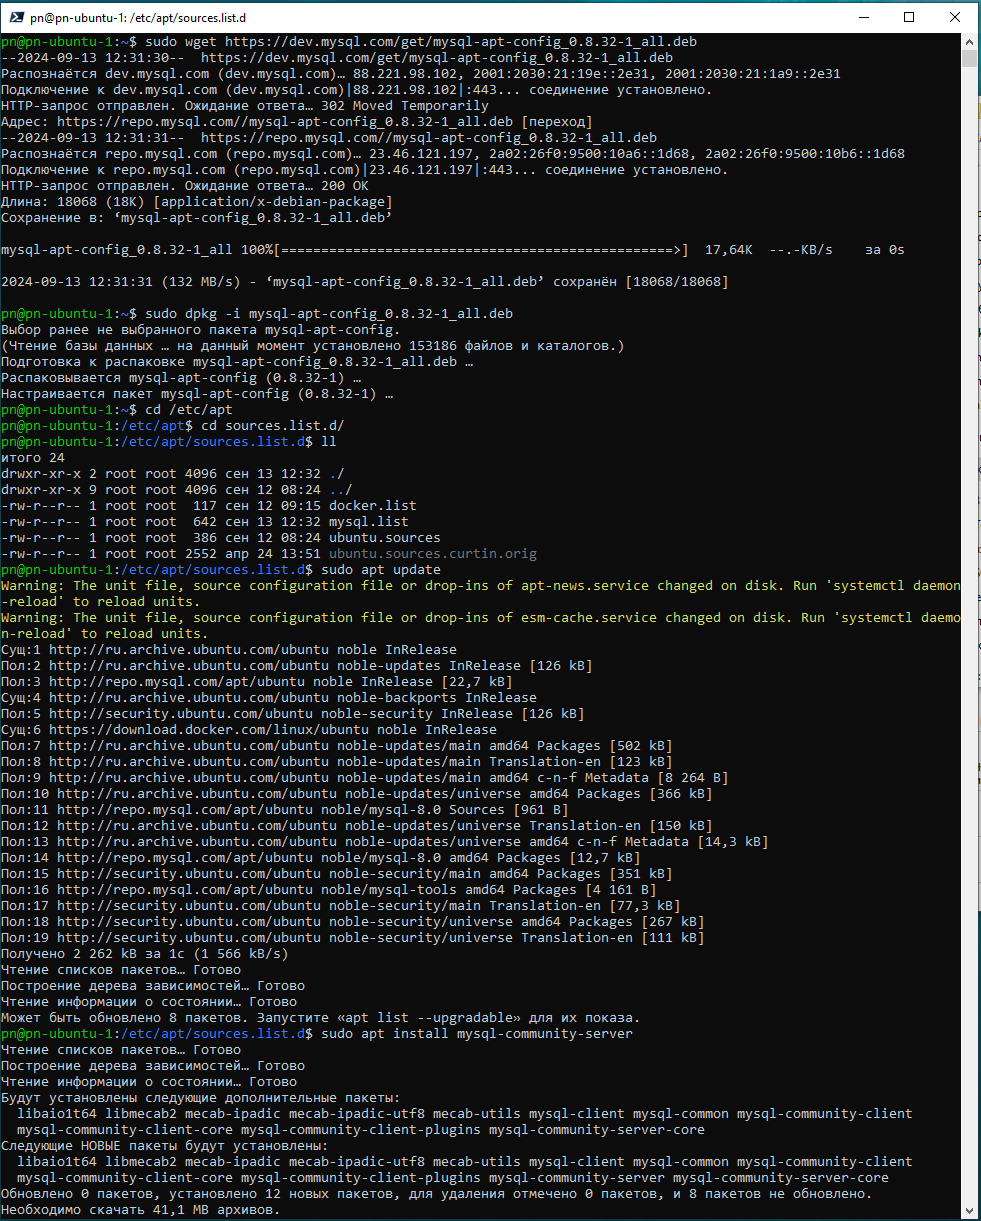 pn@pn-ubuntu-1: /etc/apt/sources.list.d
pn@pn-ubuntu-1:~$ sudo wget https://dev.mysql.com/get/mysql-apt-config_0.8.32-1_all.deb
--2024-09-13 12:31:30--  https://dev.mysql.com/get/mysql-apt-config_0.8.32-1_all.deb
Распознаётся dev.mysql.com (dev.mysql.com)… 88.221.98.102, 2001:2030:21:19e::2e31, 2001:2030:21:1a9::2e31
Подключение к dev.mysql.com (dev.mysql.com)|88.221.98.102|:443... соединение установлено.
HTTP-запрос отправлен. Ожидание ответа… 302 Moved Temporarily
Адрес: https://repo.mysql.com//mysql-apt-config_0.8.32-1_all.deb [переход]
--2024-09-13 12:31:31--  https://repo.mysql.com//mysql-apt-config_0.8.32-1_all.deb
Распознаётся repo.mysql.com (repo.mysql.com)… 23.46.121.197, 2a02:26f0:9500:10a6::1d68, 2a02:26f0:9500:10b6::1d68
Подключение к repo.mysql.com (repo.mysql.com)|23.46.121.197|:443... соединение установлено.
HTTP-запрос отправлен. Ожидание ответа… 200 OK
Длина: 18068 (18K) [application/x-debian-package]
Сохранение в: ‘mysql-apt-config_0.8.32-1_all.deb’
mysql-apt-config_0.8.32-1_all 100%[=================================================>]  17,64K  --.-KB/s    за 0s
2024-09-13 12:31:31 (132 MB/s) - ‘mysql-apt-config_0.8.32-1_all.deb’ сохранён [18068/18068]
pn@pn-ubuntu-1:~$ sudo dpkg -i mysql-apt-config_0.8.32-1_all.deb
Выбор ранее не выбранного пакета mysql-apt-config.
(Чтение базы данных … на данный момент установлено 153186 файлов и каталогов.)
Подготовка к распаковке mysql-apt-config_0.8.32-1_all.deb …
Распаковывается mysql-apt-config (0.8.32-1) …
Настраивается пакет mysql-apt-config (0.8.32-1) …
pn@pn-ubuntu-1:~$ cd /etc/apt
pn@pn-ubuntu-1:/etc/apt$ cd sources.list.d/
pn@pn-ubuntu-1:/etc/apt/sources.list.d$ ll
итого 24
drwxr-xr-x 2 root root 4096 сен 13 12:32 ./
drwxr-xr-x 9 root root 4096 сен 12 08:24 ../
-rw-r--r-- 1 root root  117 сен 12 09:15 docker.list
-rw-r--r-- 1 root root  642 сен 13 12:32 mysql.list
-rw-r--r-- 1 root root  386 сен 12 08:24 ubuntu.sources
-rw-r--r-- 1 root root 2552 апр 24 13:51 ubuntu.sources.curtin.orig
pn@pn-ubuntu-1:/etc/apt/sources.list.d$ sudo apt update
Warning: The unit file, source configuration file or drop-ins of apt-news.service changed on disk. Run 'systemctl daemon
-reload' to reload units.
Warning: The unit file, source configuration file or drop-ins of esm-cache.service changed on disk. Run 'systemctl daemo
n-reload' to reload units.
Сущ:1 http://ru.archive.ubuntu.com/ubuntu noble InRelease
Пол:2 http://ru.archive.ubuntu.com/ubuntu noble-updates InRelease [126 kB]
Пол:3 http://repo.mysql.com/apt/ubuntu noble InRelease [22,7 kB]
Сущ:4 http://ru.archive.ubuntu.com/ubuntu noble-backports InRelease
Пол:5 http://security.ubuntu.com/ubuntu noble-security InRelease [126 kB]
Сущ:6 https://download.docker.com/linux/ubuntu noble InRelease
Пол:7 http://ru.archive.ubuntu.com/ubuntu noble-updates/main amd64 Packages [502 kB]
Пол:8 http://ru.archive.ubuntu.com/ubuntu noble-updates/main Translation-en [123 kB]
Пол:9 http://ru.archive.ubuntu.com/ubuntu noble-updates/main amd64 c-n-f Metadata [8 264 B]
Пол:10 http://ru.archive.ubuntu.com/ubuntu noble-updates/universe amd64 Packages [366 kB]
Пол:11 http://repo.mysql.com/apt/ubuntu noble/mysql-8.0 Sources [961 B]
Пол:12 http://ru.archive.ubuntu.com/ubuntu noble-updates/universe Translation-en [150 kB]
Пол:13 http://ru.archive.ubuntu.com/ubuntu noble-updates/universe amd64 c-n-f Metadata [14,3 kB]
Пол:14 http://repo.mysql.com/apt/ubuntu noble/mysql-8.0 amd64 Packages [12,7 kB]
Пол:15 http://security.ubuntu.com/ubuntu noble-security/main amd64 Packages [351 kB]
Пол:16 http://repo.mysql.com/apt/ubuntu noble/mysql-tools amd64 Packages [4 161 B]
Пол:17 http://security.ubuntu.com/ubuntu noble-security/main Translation-en [77,3 kB]
Пол:18 http://security.ubuntu.com/ubuntu noble-security/universe amd64 Packages [267 kB]
Пол:19 http://security.ubuntu.com/ubuntu noble-security/universe Translation-en [111 kB]
Получено 2 262 kB за 1с (1 566 kB/s)
Чтение списков пакетов… Готово
Построение дерева зависимостей… Готово
Чтение информации о состоянии… Готово
Может быть обновлено 8 пакетов. Запустите «apt list --upgradable» для их показа.
pn@pn-ubuntu-1:/etc/apt/sources.list.d$ sudo apt install mysql-community-server
Чтение списков пакетов… Готово
Построение дерева зависимостей… Готово
Чтение информации о состоянии… Готово
Будут установлены следующие дополнительные пакеты:
  libaio1t64 libmecab2 mecab-ipadic mecab-ipadic-utf8 mecab-utils mysql-client mysql-common mysql-community-client
  mysql-community-client-core mysql-community-client-plugins mysql-community-server-core
Следующие НОВЫЕ пакеты будут установлены:
  libaio1t64 libmecab2 mecab-ipadic mecab-ipadic-utf8 mecab-utils mysql-client mysql-common mysql-community-client
  mysql-community-client-core mysql-community-client-plugins mysql-community-server mysql-community-server-core
Обновлено 0 пакетов, установлено 12 новых пакетов, для удаления отмечено 0 пакетов, и 8 пакетов не обновлено.
Необходимо скачать 41,1 MB архивов.